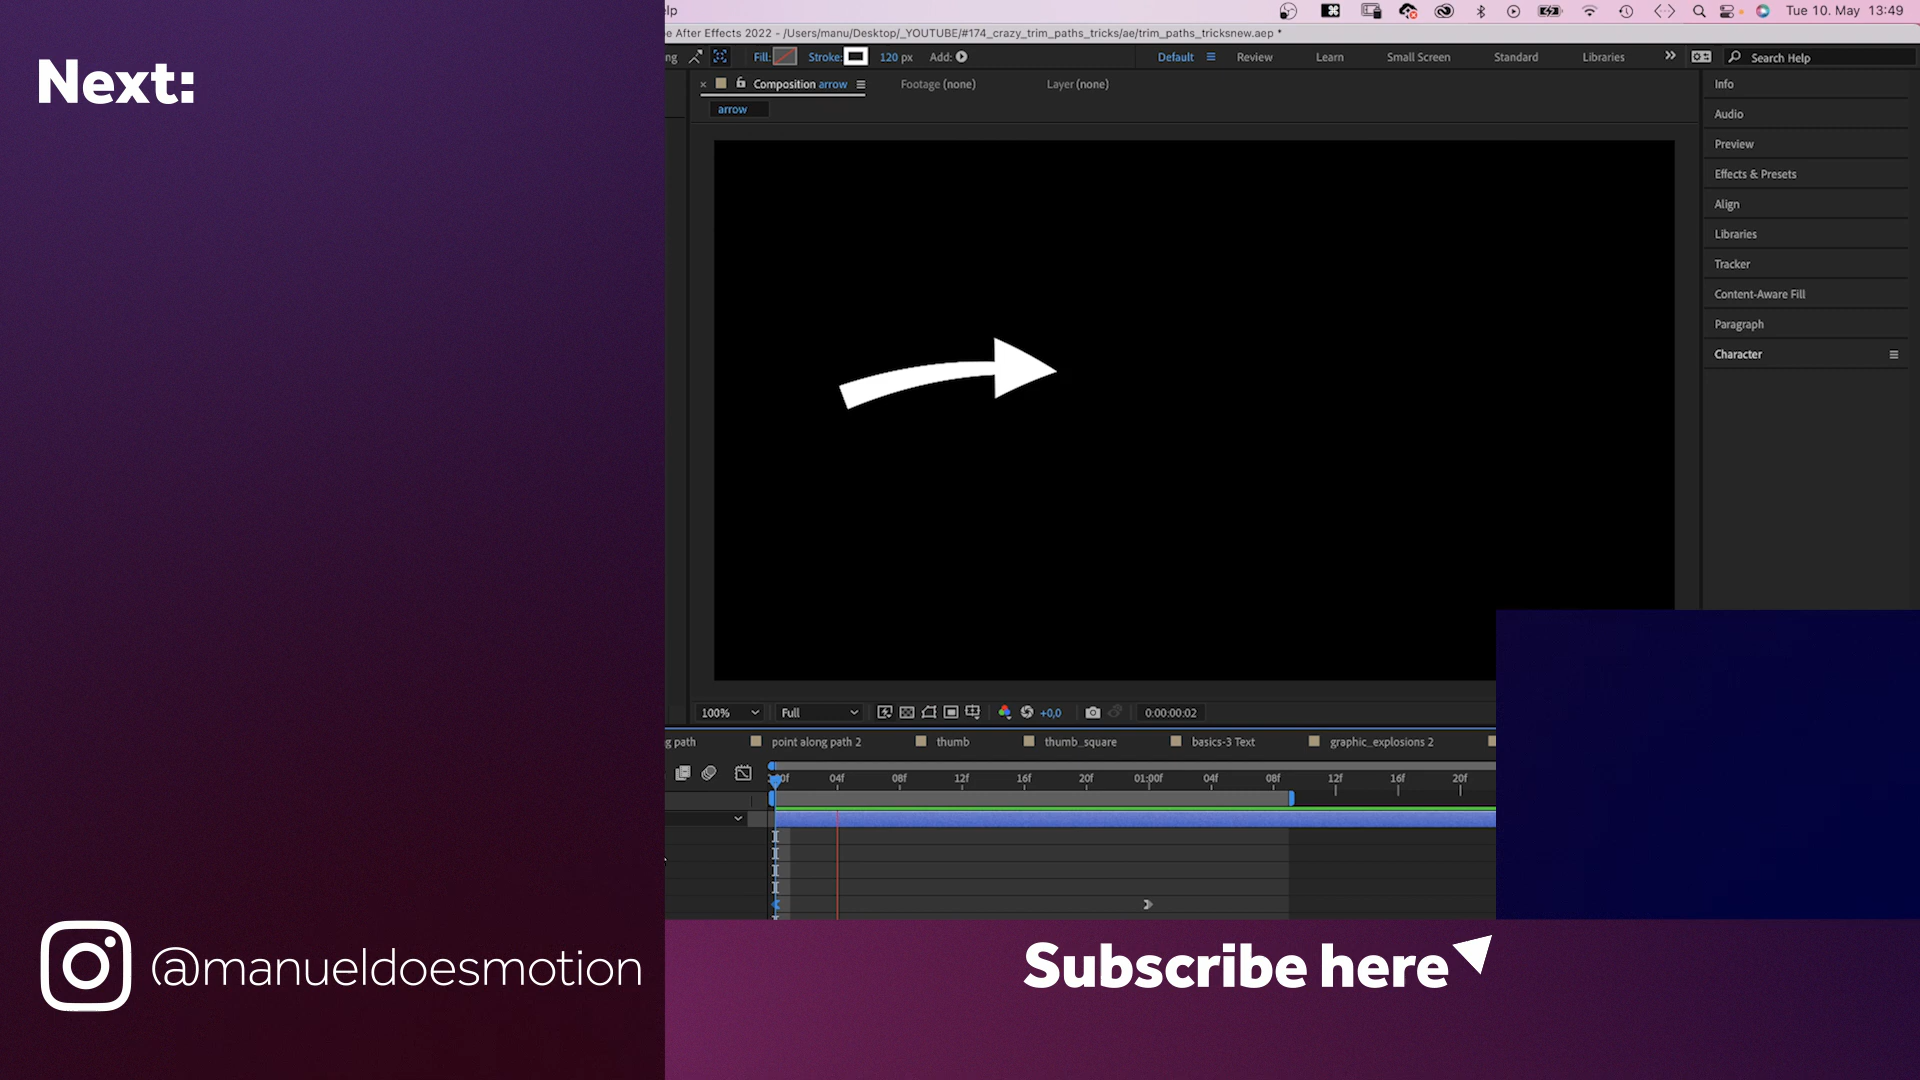 Next:
elp
Tue 10. May 13:49
e After Effects 2022 - /Users/manu/Desktop/_YOUTUBE/#174_crazy_trim_paths_tricks/ae/trim_paths_tricksnew.aep *
ng Fill: Stroke: 120 px Add: Default Review Learn Small Screen Standard Libraries Search Help
Composition arrow Footage (none) Layer (none)
arrow
Info
Audio
Preview
Effects & Presets
Align
Libraries
Tracker
Content-Aware Fill
Paragraph
Character
100% Full +0,0 0:00:00:02
g path point along path 2 thumb thumb_square basics-3 Text graphic_explosions 2
:00f 04f 08f 12f 16f 20f 01:00f 04f 08f 12f 16f 20f
@manueldoesmotion
Subscribe here